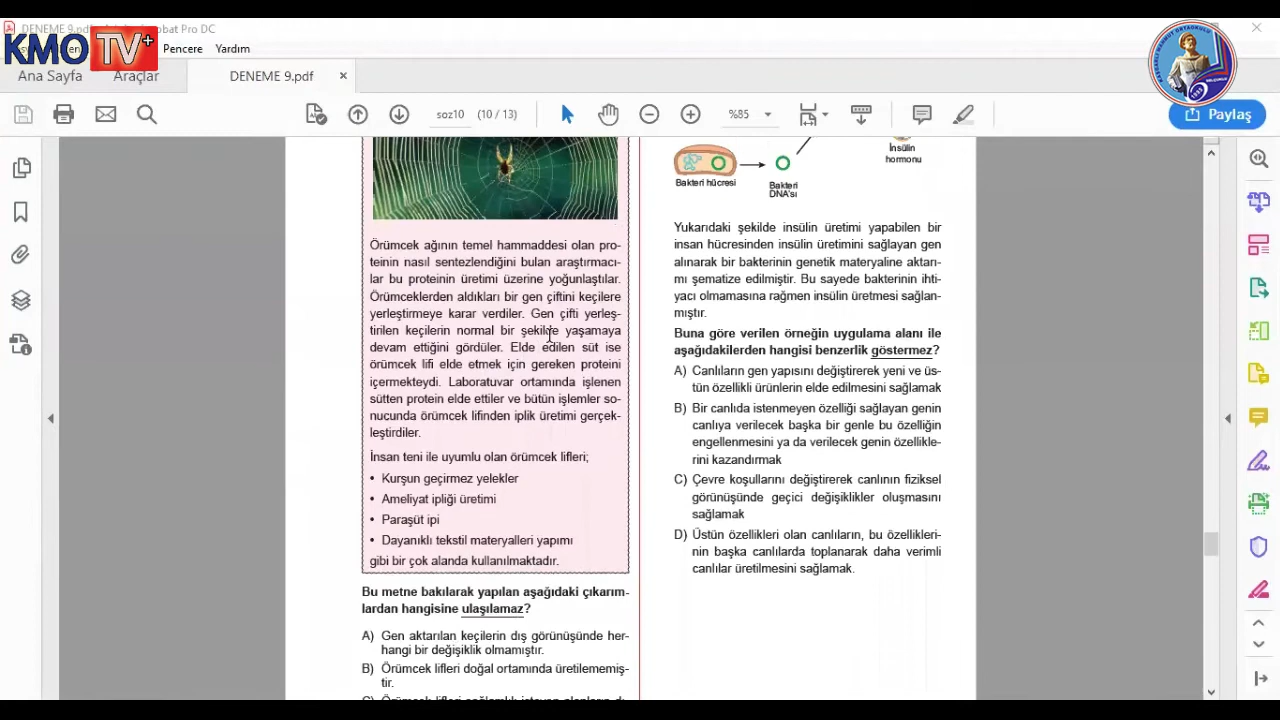 DENEME 9.pdf
obat Pro DC
KMO TV+
Pencere Yardım
Ana Sayfa Araçlar DENEME 9.pdf ×
soz10 (10 / 13) %85 Paylaş
Örümcek ağının temel hammaddesi olan pro-
teinin nasıl sentezlendiğini bulan araştırmacı-
lar bu proteinin üretimi üzerine yoğunlaştılar.
Örümceklerden aldıkları bir gen çiftini keçilere
yerleştirmeye karar verdiler. Gen çifti yerleş-
tirilen keçilerin normal bir şekilde yaşamaya
devam ettiğini gördüler. Elde edilen süt ise
örümcek lifi elde etmek için gereken proteini
içermekteydi. Laboratuvar ortamında işlenen
sütten protein elde ettiler ve bütün işlemler so-
nucunda örümcek lifinden iplik üretimi gerçek-
leştirdiler.
İnsan teni ile uyumlu olan örümcek lifleri;
• Kurşun geçirmez yelekler
• Ameliyat ipliği üretimi
• Paraşüt ipi
• Dayanıklı tekstil materyalleri yapımı
gibi bir çok alanda kullanılmaktadır.
Bu metne bakılarak yapılan aşağıdaki çıkarım-
lardan hangisine ulaşılamaz?
A) Gen aktarılan keçilerin dış görünüşünde her-
hangi bir değişiklik olmamıştır.
B) Örümcek lifleri doğal ortamında üretilememiş-
tir.
İnsülin
hormonu
Bakteri hücresi
Bakteri
DNA'sı
Yukarıdaki şekilde insülin üretimi yapabilen bir
insan hücresinden insülin üretimini sağlayan gen
alınarak bir bakterinin genetik materyaline aktarı-
mı şematize edilmiştir. Bu sayede bakterinin ihti-
yacı olmamasına rağmen insülin üretmesi sağlan-
mıştır.
Buna göre verilen örneğin uygulama alanı ile
aşağıdakilerden hangisi benzerlik göstermez?
A) Canlıların gen yapısını değiştirerek yeni ve üs-
tün özellikli ürünlerin elde edilmesini sağlamak
B) Bir canlıda istenmeyen özelliği sağlayan genin
canlıya verilecek başka bir genle bu özelliğin
engellenmesini ya da verilecek genin özellikle-
rini kazandırmak
C) Çevre koşullarını değiştirerek canlının fiziksel
görünüşünde geçici değişiklikler oluşmasını
sağlamak
D) Üstün özellikleri olan canlıların, bu özellikleri-
nin başka canlılarda toplanarak daha verimli
canlılar üretilmesini sağlamak.